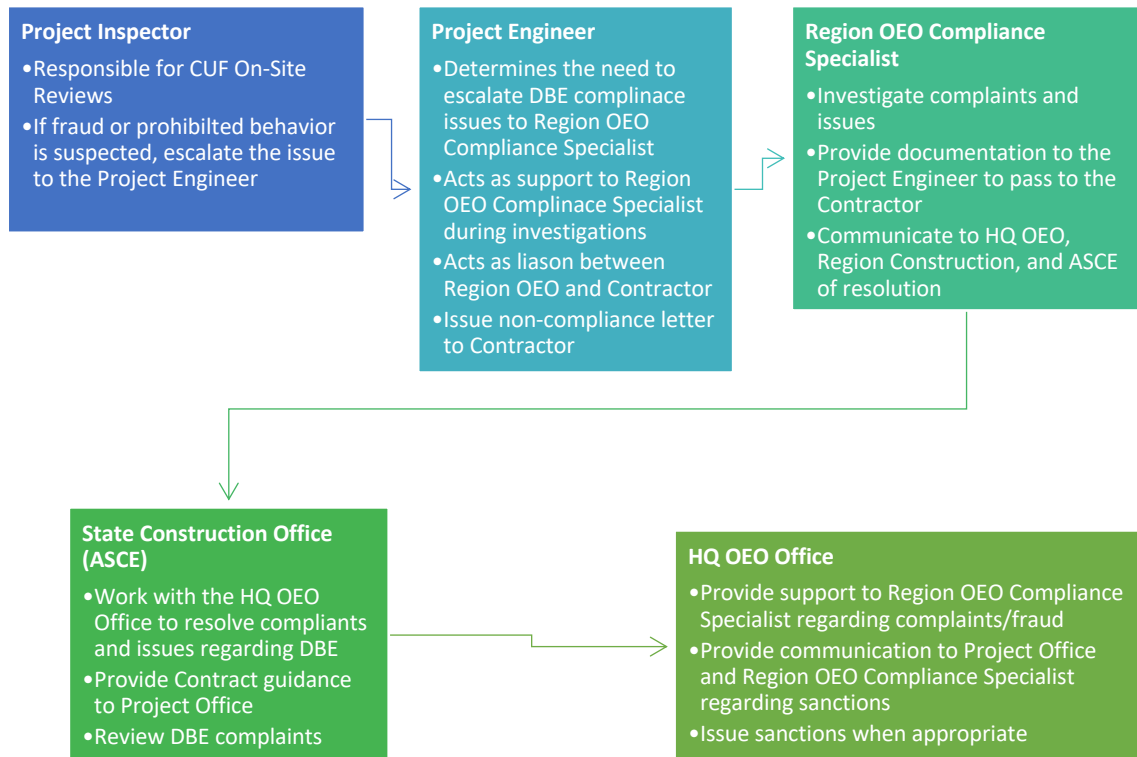 Project Inspector
•Responsible for CUF On-Site
Reviews
•If fraud or prohibilted behavior
is suspected, escalate the issue
to the Project Engineer
Project Engineer
•Determines the need to
escalate DBE complinace
issues to Region OEO
Compliance Specialist
•Acts as support to Region
OEO Complinace Specialist
during investigations
•Acts as liason between
Region OEO and Contractor
•Issue non-compliance letter
to Contractor
Region OEO Compliance
Specialist
•Investigate complaints and
issues
•Provide documentation to the
Project Engineer to pass to the
Contractor
•Communicate to HQ OEO,
Region Construction, and ASCE
of resolution
State Construction Office
(ASCE)
•Work with the HQ OEO
Office to resolve compliants
and issues regarding DBE
•Provide Contract guidance
to Project Office
•Review DBE complaints
HQ OEO Office
•Provide support to Region OEO Compliance
Specialist regarding complaints/fraud
•Provide communication to Project Office
and Region OEO Compliance Specialist
regarding sanctions
•Issue sanctions when appropriate